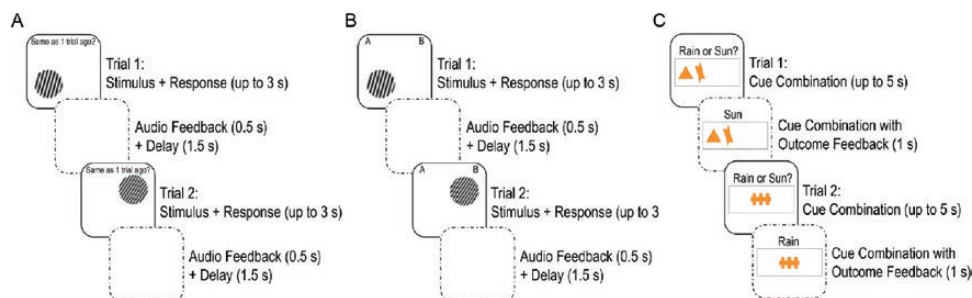 A
Same as 1 trial ago?
Trial 1:
Stimulus + Response (up to 3 s)
Audio Feedback (0.5 s)
+ Delay (1.5 s)
Same as 1 trial ago?
Trial 2:
Stimulus + Response (up to 3 s)
Audio Feedback (0.5 s)
+ Delay (1.5 s)
B
A B
Trial 1:
Stimulus + Response (up to 3 s)
Audio Feedback (0.5 s)
+ Delay (1.5 s)
A B
Trial 2:
Stimulus + Response (up to 3
Audio Feedback (0.5 s)
+ Delay (1.5 s)
C
Rain or Sun?
Trial 1:
Cue Combination (up to 5 s)
Sun
Cue Combination with
Outcome Feedback (1 s)
Rain or Sun?
Trial 2:
Cue Combination (up to 5 s)
Rain
Cue Combination with
Outcome Feedback (1 s)